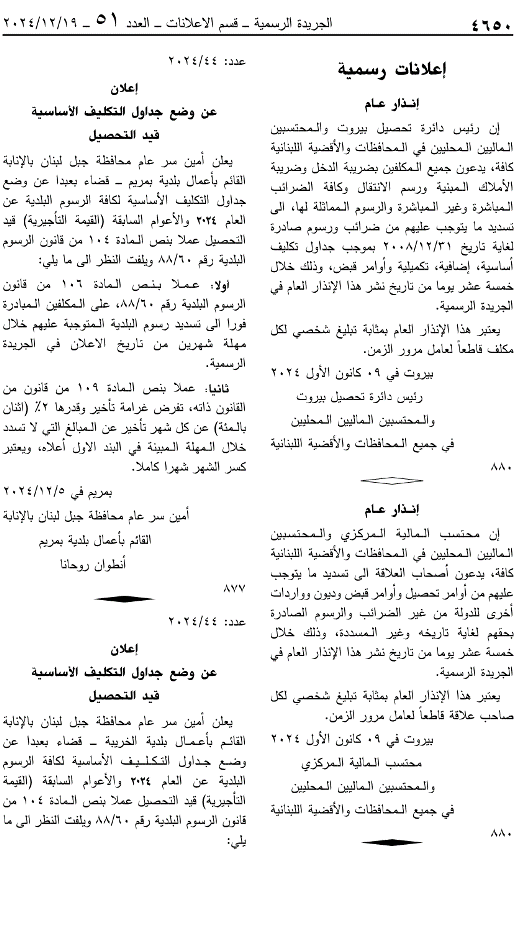 ٤٦٥٠
الجريدة الرسمية – قسم الاعلانات – العدد ٥١ – ٢٠٢٤/١٢/١٩
إعلانات رسمية
إنذار عام
إن رئيس دائرة تحصيل بيروت والمحتسبين
الماليين المحليين في المحافظات والأقضية اللبنانية
كافة، يدعون جميع المكلفين بضريبة الدخل وضريبة
الأملاك المبنية ورسم الانتقال وكافة الضرائب
المباشرة وغير المباشرة والرسوم المماثلة لها، الى
تسديد ما يتوجب عليهم من ضرائب ورسوم صادرة
لغاية تاريخ ٢٠٠٨/١٢/٣١ بموجب جداول تكليف
أساسية، إضافية، تكميلية وأوامر قبض، وذلك خلال
خمسة عشر يوما من تاريخ نشر هذا الإنذار العام في
الجريدة الرسمية.
يعتبر هذا الإنذار العام بمثابة تبليغ شخصي لكل
مكلف قاطعاً لعامل مرور الزمن.
بيروت في ٠٩ كانون الأول ٢٠٢٤
رئيس دائرة تحصيل بيروت
والمحتسبين الماليين المحليين
في جميع المحافظات والأقضية اللبنانية
٨٨٠
إنذار عام
إن محتسب المالية المركزي والمحتسبين
الماليين المحليين في المحافظات والأقضية اللبنانية
كافة، يدعون أصحاب العلاقة الى تسديد ما يتوجب
عليهم من أوامر تحصيل وأوامر قبض وديون وواردات
أخرى للدولة من غير الضرائب والرسوم الصادرة
بحقهم لغاية تاريخه وغير المسددة، وذلك خلال
خمسة عشر يوما من تاريخ نشر هذا الإنذار العام في
الجريدة الرسمية.
يعتبر هذا الإنذار العام بمثابة تبليغ شخصي لكل
صاحب علاقة قاطعاً لعامل مرور الزمن.
بيروت في ٠٩ كانون الأول ٢٠٢٤
محتسب المالية المركزي
والمحتسبين الماليين المحليين
في جميع المحافظات والأقضية اللبنانية
٨٨٠
عدد: ٢٠٢٤/٤٤
إعلان
عن وضع جداول التكليف الأساسية
قيد التحصيل
يعلن أمين سر عام محافظة جبل لبنان بالإنابة
القائم بأعمال بلدية بمريم – قضاء بعبدا عن وضع
جداول التكليف الأساسية لكافة الرسوم البلدية عن
العام ٢٠٢٤ والأعوام السابقة (القيمة التأجيرية) قيد
التحصيل عملا بنص المادة ١٠٤ من قانون الرسوم
البلدية رقم ٨٨/٦٠ ويلفت النظر الى ما يلي:
اولا: عملا بنص المادة ١٠٦ من قانون
الرسوم البلدية رقم ٨٨/٦٠، على المكلفين المبادرة
فورا الى تسديد رسوم البلدية المتوجبة عليهم خلال
مهلة شهرين من تاريخ الاعلان في الجريدة
الرسمية.
ثانيا: عملا بنص المادة ١٠٩ من قانون من
القانون ذاته، تفرض غرامة تأخير وقدرها ٢٪ (اثنان
بالمئة) عن كل شهر تأخير عن المبالغ التي لا تسدد
خلال المهلة المبينة في البند الاول أعلاه، ويعتبر
كسر الشهر شهرا كاملا.
بمريم في ٢٠٢٤/١٢/٥
أمين سر عام محافظة جبل لبنان بالإنابة
القائم بأعمال بلدية بمريم
أنطوان روحانا
٨٧٧
عدد: ٢٠٢٤/٤٤
إعلان
عن وضع جداول التكليف الأساسية
قيد التحصيل
يعلن أمين سر عام محافظة جبل لبنان بالإنابة
القائم بأعمال بلدية الخريبة – قضاء بعبدا عن
وضع جداول التكليف الأساسية لكافة الرسوم
البلدية عن العام ٢٠٢٤ والأعوام السابقة (القيمة
التأجيرية) قيد التحصيل عملا بنص المادة ١٠٤ من
قانون الرسوم البلدية رقم ٨٨/٦٠ ويلفت النظر الى ما
يلي: